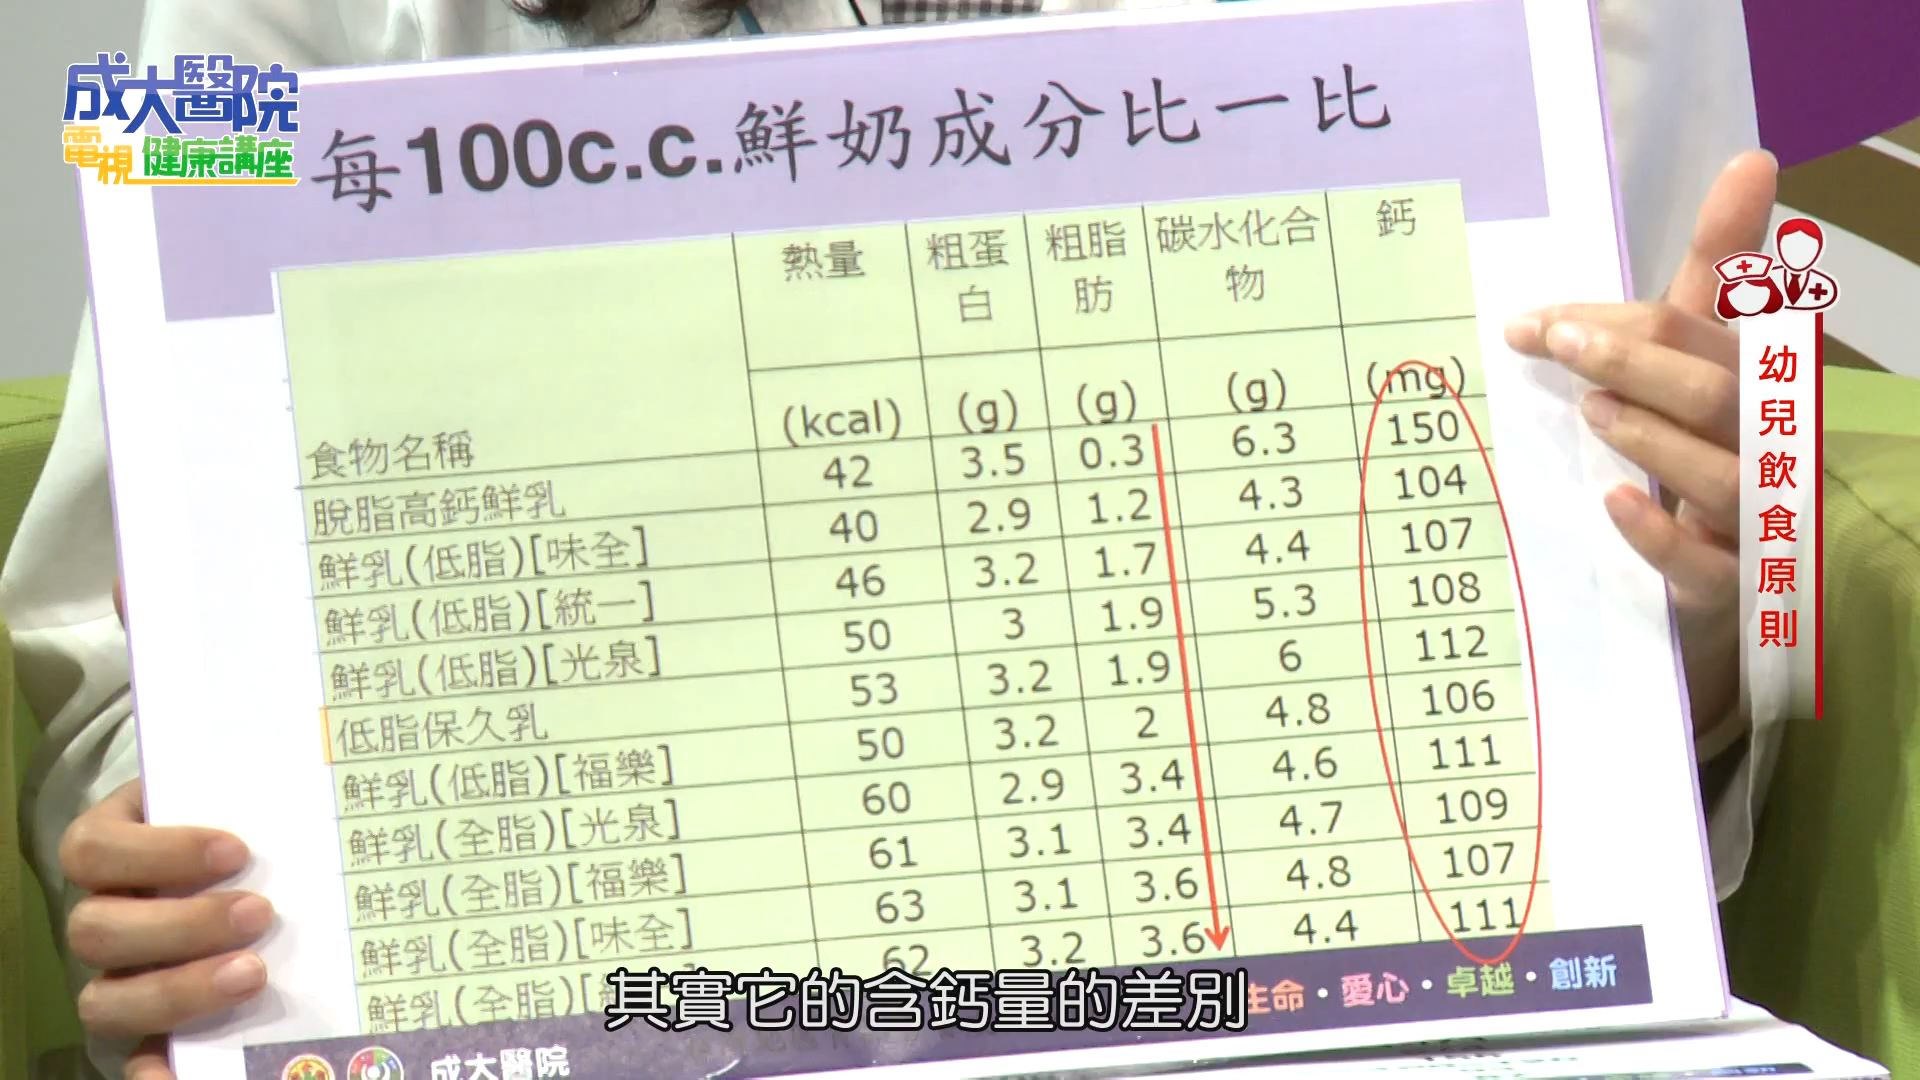 成大醫院
電視 健康講座
每100c.c.鮮奶成分比一比
熱量 粗蛋白 粗脂肪 碳水化合物 鈣
食物名稱 (kcal) (g) (g) (g) (mg)
脫脂高鈣鮮乳 42 3.5 0.3 6.3 150
鮮乳(低脂)[味全] 40 2.9 1.2 4.3 104
鮮乳(低脂)[統一] 46 3.2 1.7 4.4 107
鮮乳(低脂)[光泉] 50 3 1.9 5.3 108
低脂保久乳 53 3.2 1.9 6 112
鮮乳(低脂)[福樂] 50 3.2 2 4.8 106
鮮乳(全脂)[光泉] 60 2.9 3.4 4.6 111
鮮乳(全脂)[福樂] 61 3.1 3.4 4.7 109
鮮乳(全脂)[味全] 63 3.1 3.6 4.8 107
鮮乳(全脂)[ 62 3.2 3.6 4.4 111
生命・愛心・卓越・創新
成大醫院
其實它的含鈣量的差別
幼兒飲食原則